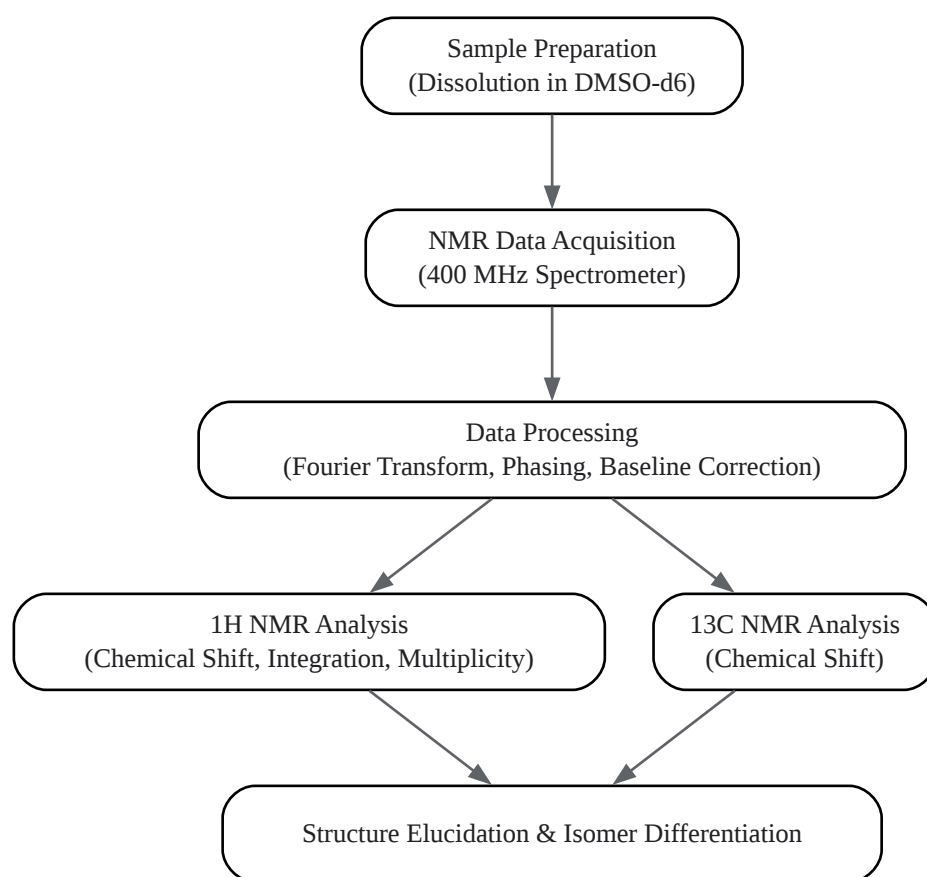 Sample Preparation
(Dissolution in DMSO-d6)
NMR Data Acquisition
(400 MHz Spectrometer)
Data Processing
(Fourier Transform, Phasing, Baseline Correction)
1H NMR Analysis
(Chemical Shift, Integration, Multiplicity)
13C NMR Analysis
(Chemical Shift)
Structure Elucidation & Isomer Differentiation